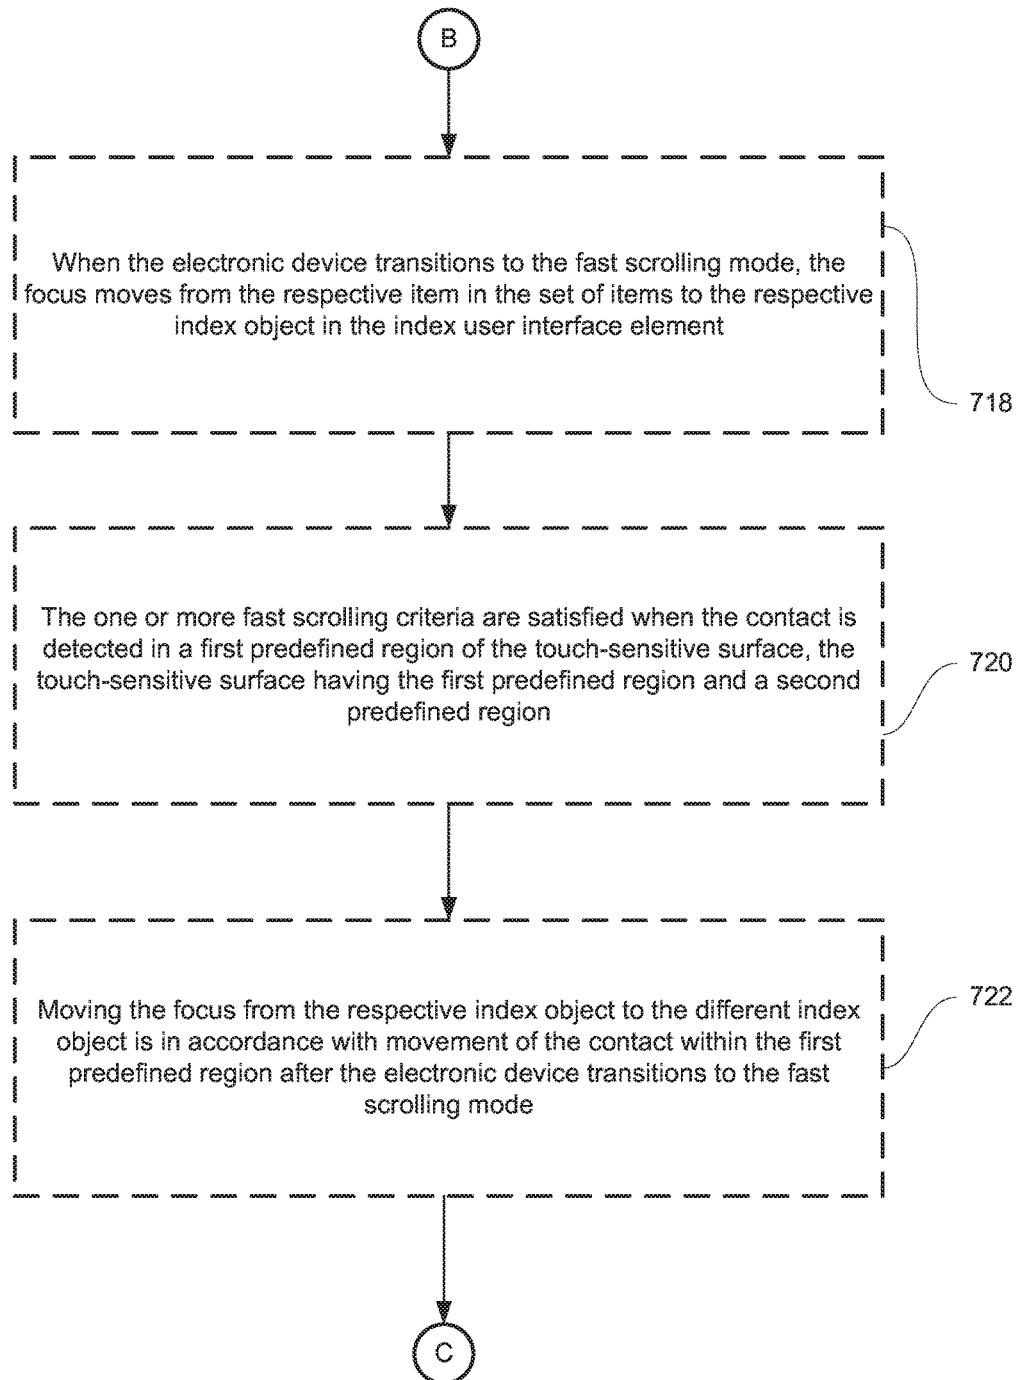 B
When the electronic device transitions to the fast scrolling mode, the
focus moves from the respective item in the set of items to the respective
index object in the index user interface element
718
The one or more fast scrolling criteria are satisfied when the contact is
detected in a first predefined region of the touch-sensitive surface, the
touch-sensitive surface having the first predefined region and a second
predefined region
720
Moving the focus from the respective index object to the different index
object is in accordance with movement of the contact within the first
predefined region after the electronic device transitions to the fast
scrolling mode
722
C